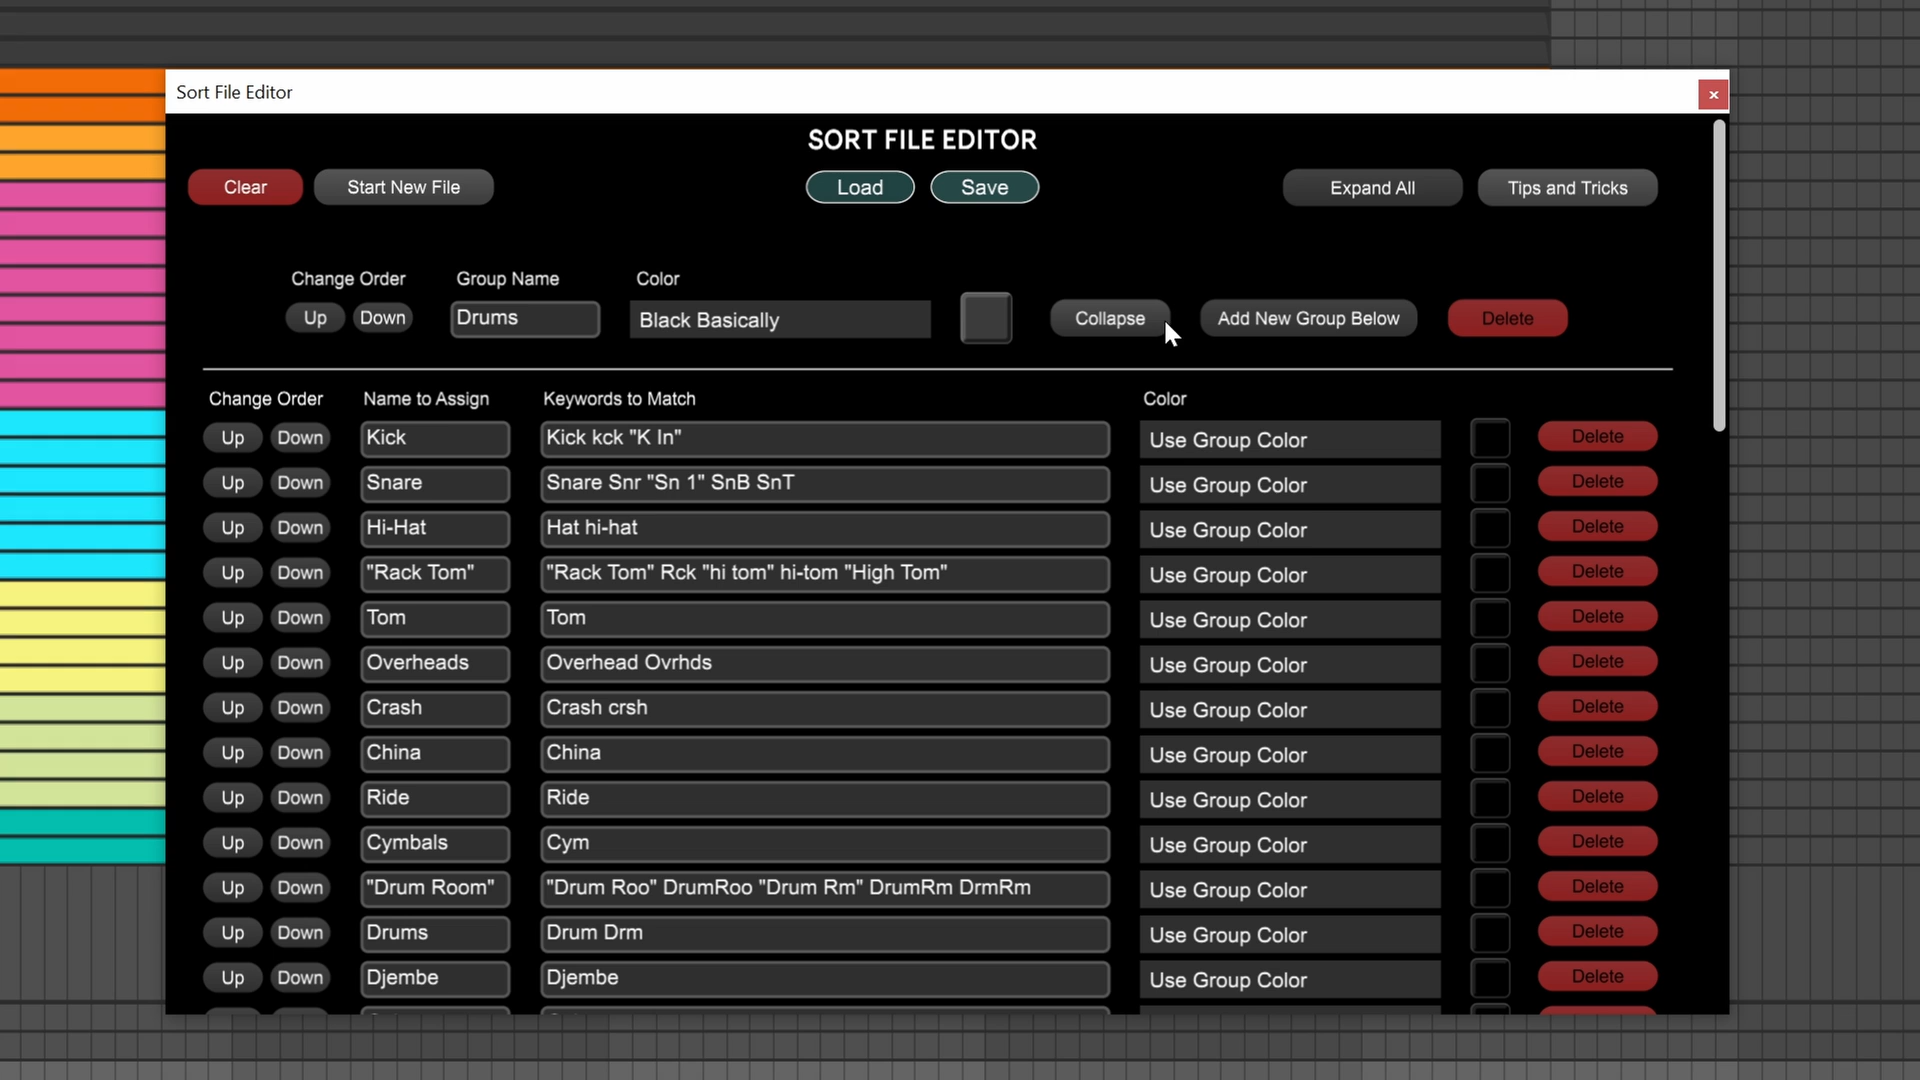 Sort File Editor
x
SORT FILE EDITOR
Clear Start New File Load Save Expand All Tips and Tricks
Change Order Group Name Color
Up Down Drums Black Basically Collapse Add New Group Below Delete
Change Order Name to Assign Keywords to Match Color
Up Down Kick Kick kck "K In" Use Group Color Delete
Up Down Snare Snare Snr "Sn 1" SnB SnT Use Group Color Delete
Up Down Hi-Hat Hat hi-hat Use Group Color Delete
Up Down "Rack Tom" "Rack Tom" Rck "hi tom" hi-tom "High Tom" Use Group Color Delete
Up Down Tom Tom Use Group Color Delete
Up Down Overheads Overhead Ovrhds Use Group Color Delete
Up Down Crash Crash crsh Use Group Color Delete
Up Down China China Use Group Color Delete
Up Down Ride Ride Use Group Color Delete
Up Down Cymbals Cym Use Group Color Delete
Up Down "Drum Room" "Drum Roo" DrumRoo "Drum Rm" DrumRm DrmRm Use Group Color Delete
Up Down Drums Drum Drm Use Group Color Delete
Up Down Djembe Djembe Use Group Color Delete